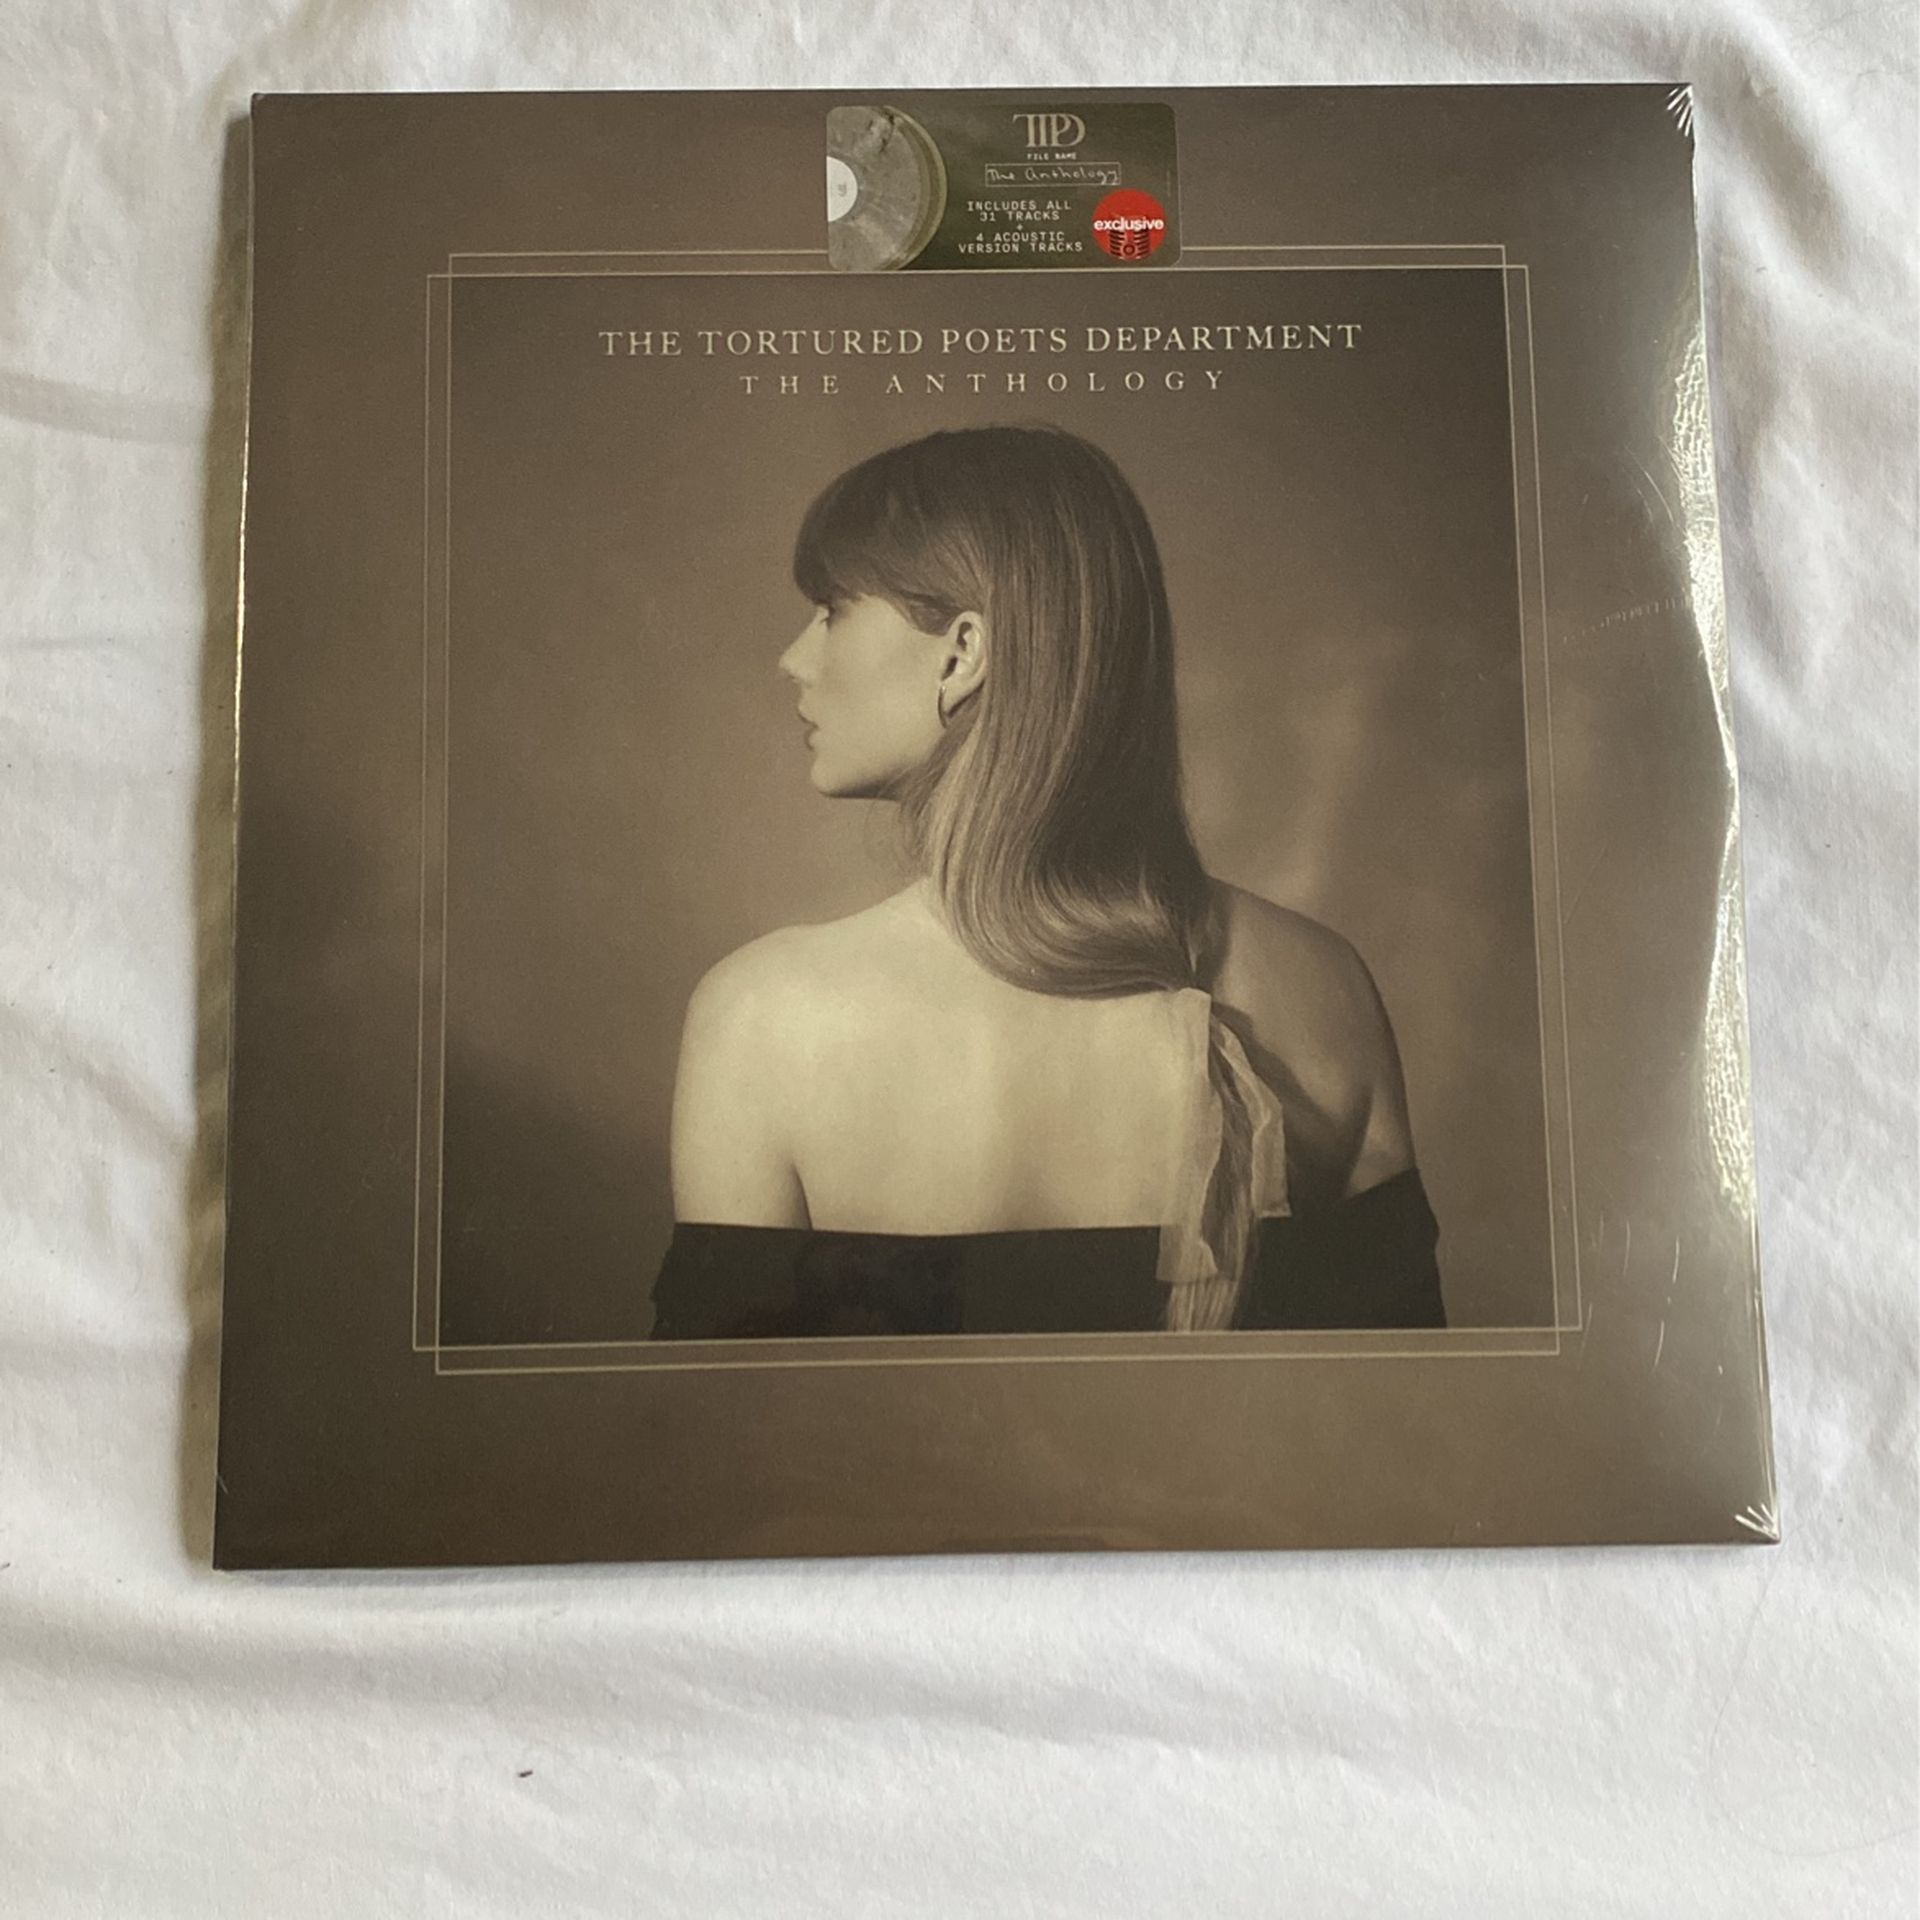 TTPD
FILE NAME
The Anthology
INCLUDES ALL
31 TRACKS
+
4 ACOUSTIC
VERSION TRACKS
exclusive
THE TORTURED POETS DEPARTMENT
THE ANTHOLOGY